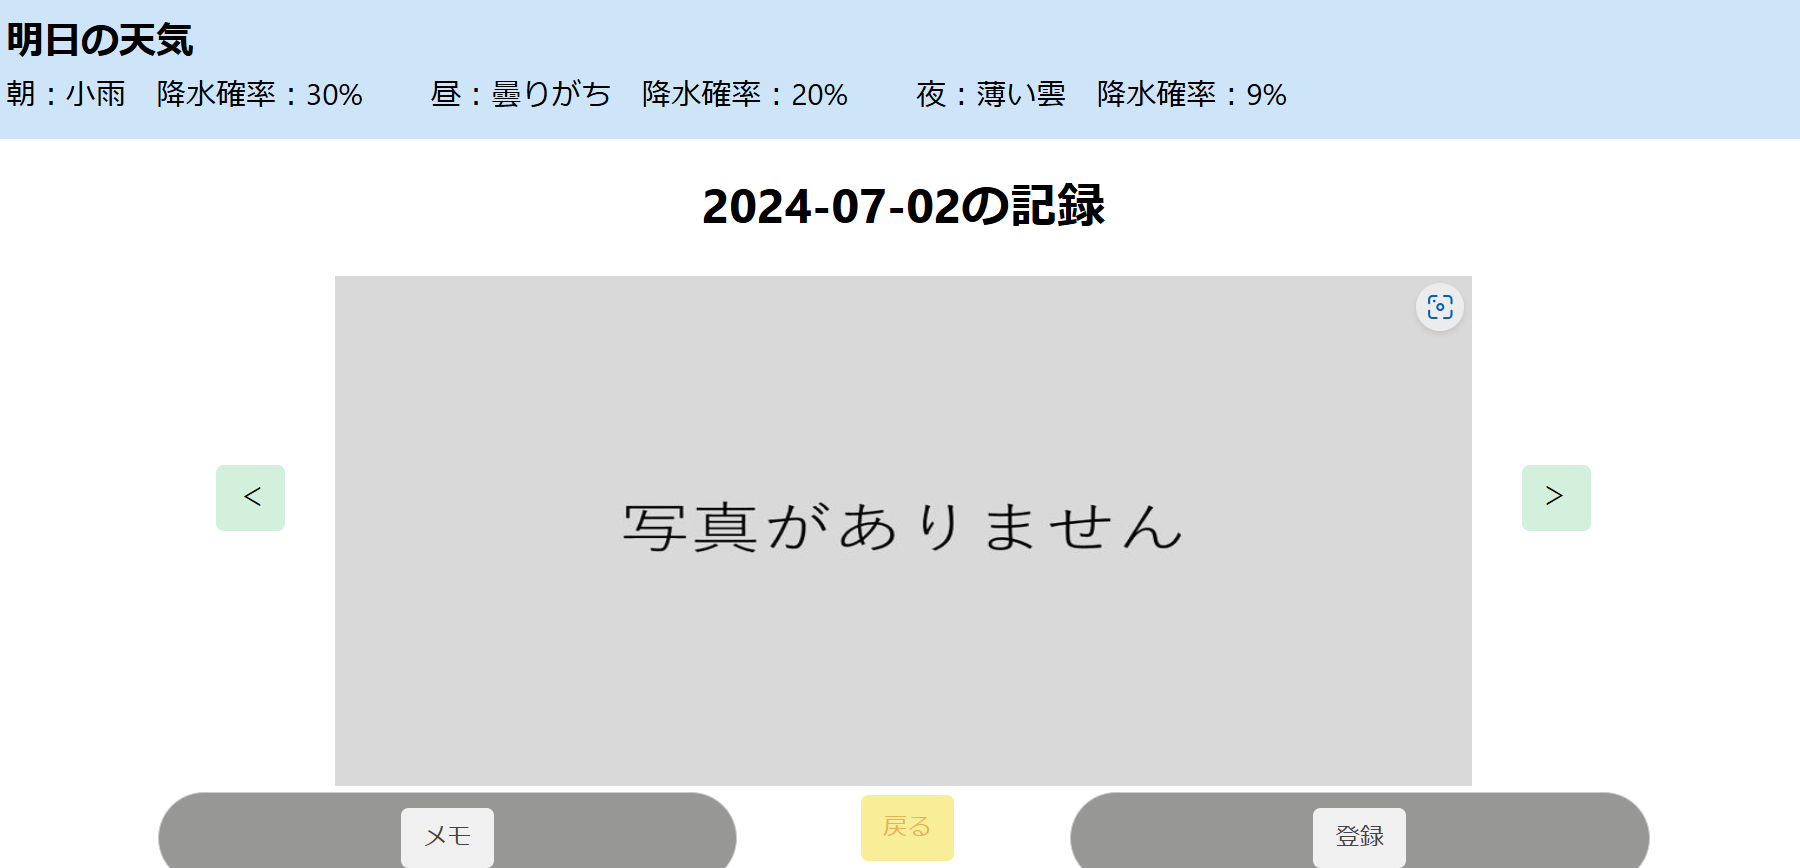 明日の天気
朝：小雨　降水確率：30%　　昼：曇りがち　降水確率：20%　　夜：薄い雲　降水確率：9%
2024-07-02の記録
写真がありません
＜
＞
メモ
戻る
登録